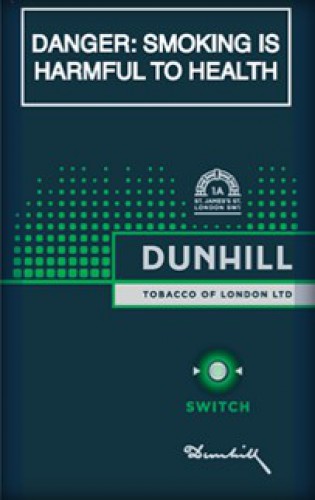 DANGER: SMOKING IS
HARMFUL TO HEALTH
1A
ST. JAMES'S ST.
LONDON SW1
DUNHILL
TOBACCO OF LONDON LTD
SWITCH
Dunhill